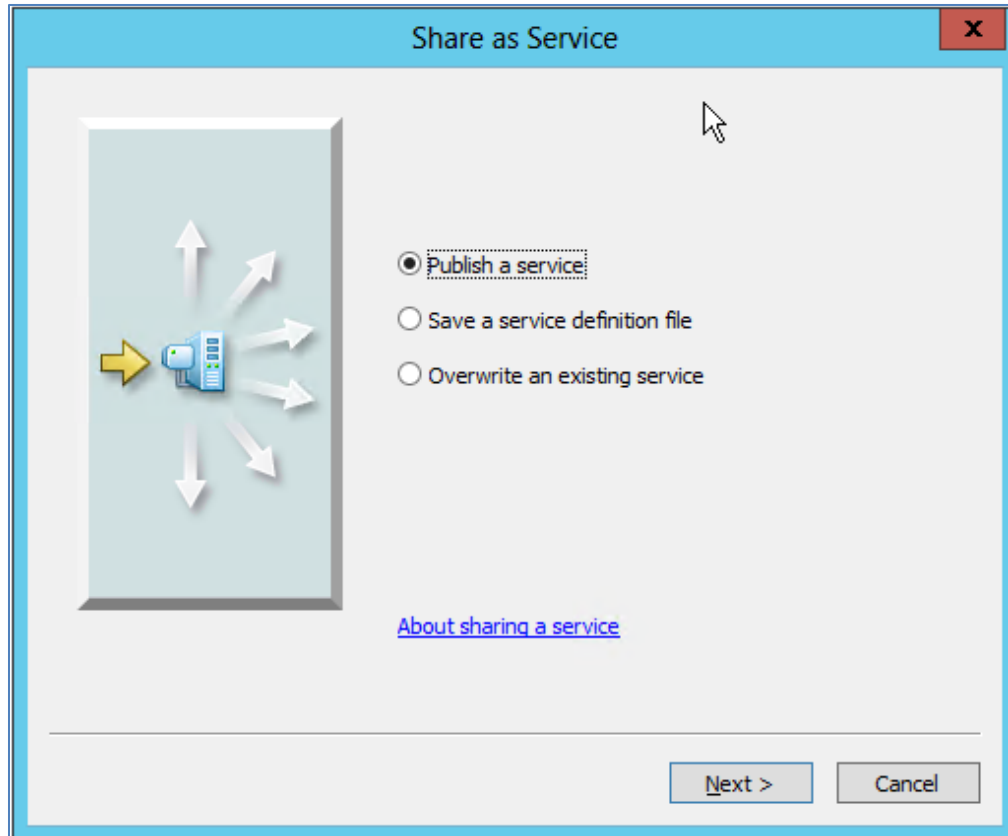 Share as Service
x
Publish a service
Save a service definition file
Overwrite an existing service
About sharing a service
Next >
Cancel